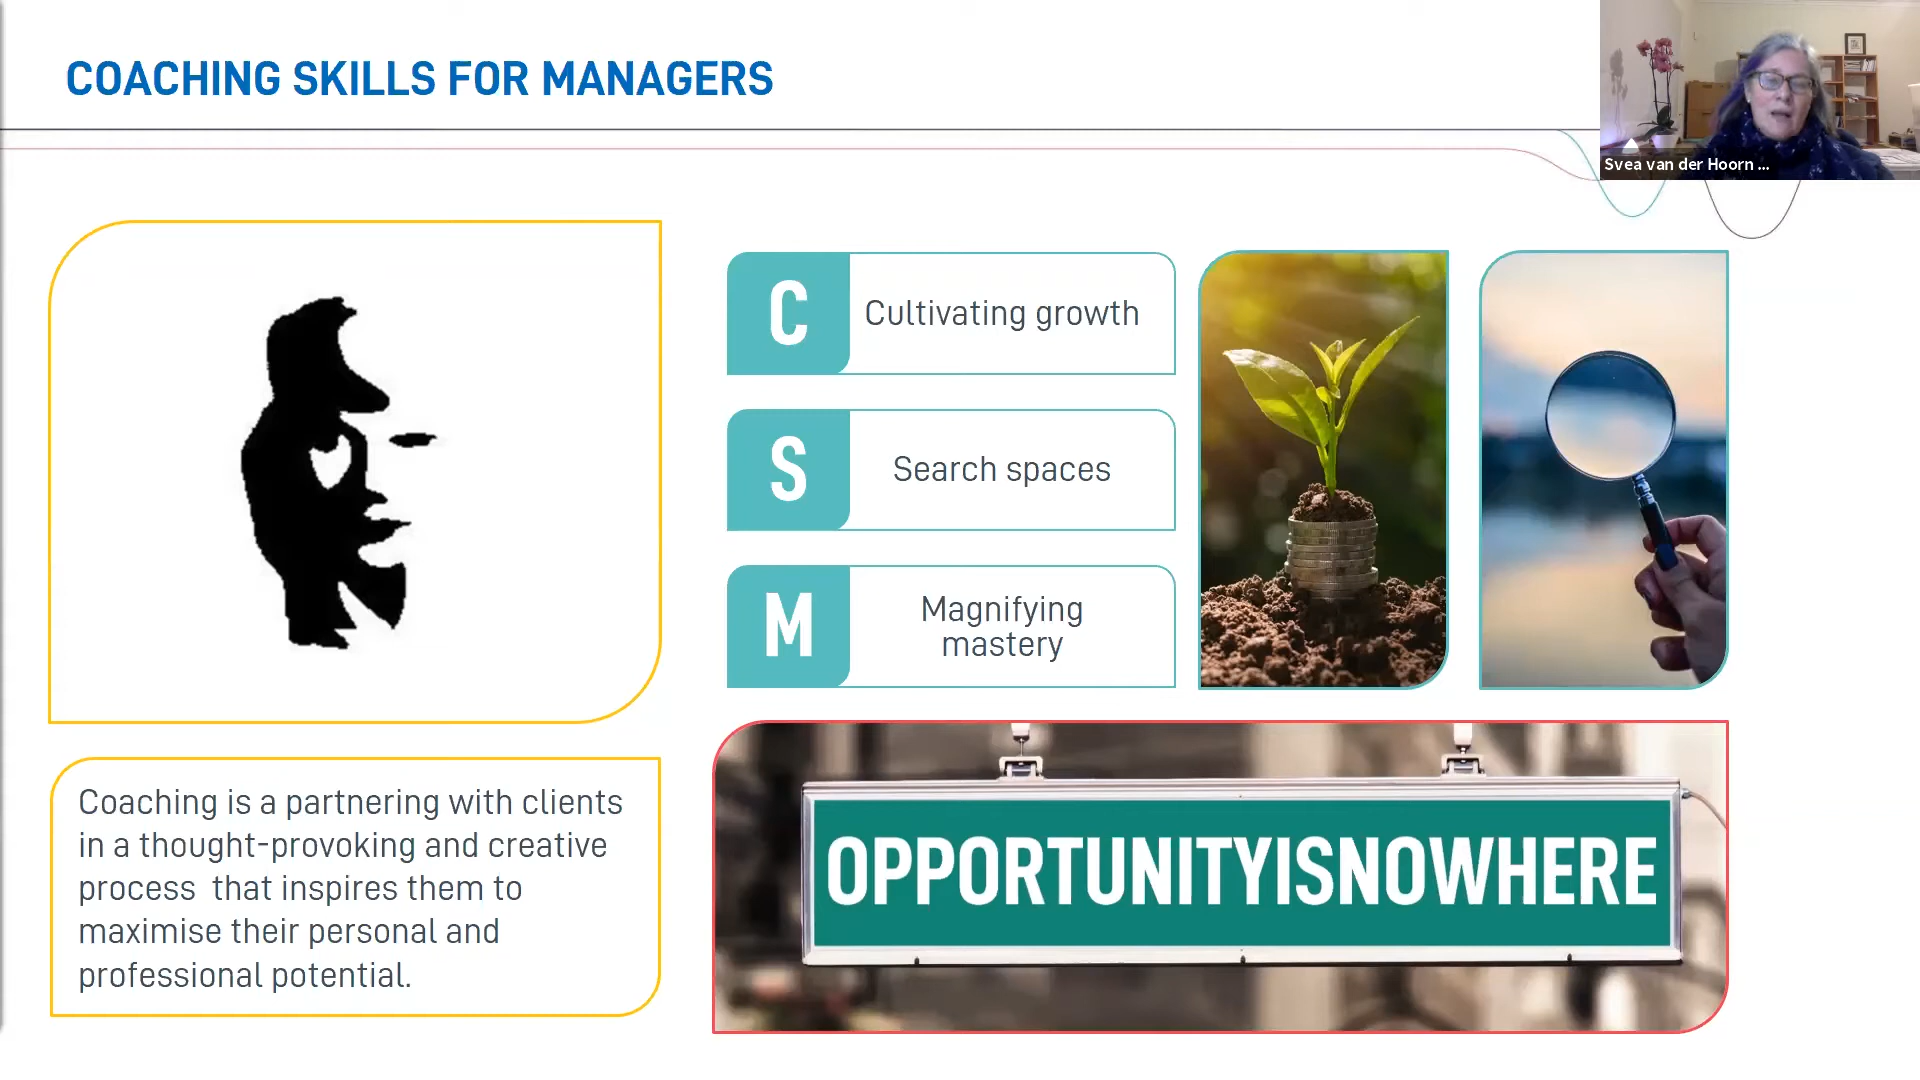 COACHING SKILLS FOR MANAGERS
Svea van der Hoorn ...
C
Cultivating growth
S
Search spaces
M
Magnifying
mastery
Coaching is a partnering with clients
in a thought-provoking and creative
process  that inspires them to
maximise their personal and
professional potential.
OPPORTUNITYISNOWHERE